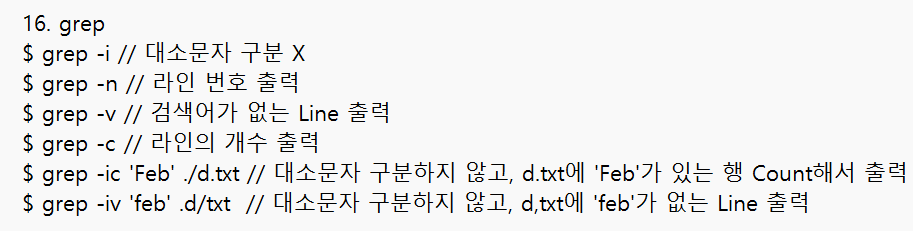 16. grep
$ grep -i // 대소문자 구분 X
$ grep -n // 라인 번호 출력
$ grep -v // 검색어가 없는 Line 출력
$ grep -c // 라인의 개수 출력
$ grep -ic 'Feb' ./d.txt // 대소문자 구분하지 않고, d.txt에 'Feb'가 있는 행 Count해서 출력
$ grep -iv 'feb' .d/txt  // 대소문자 구분하지 않고, d,txt에 'feb'가 없는 Line 출력